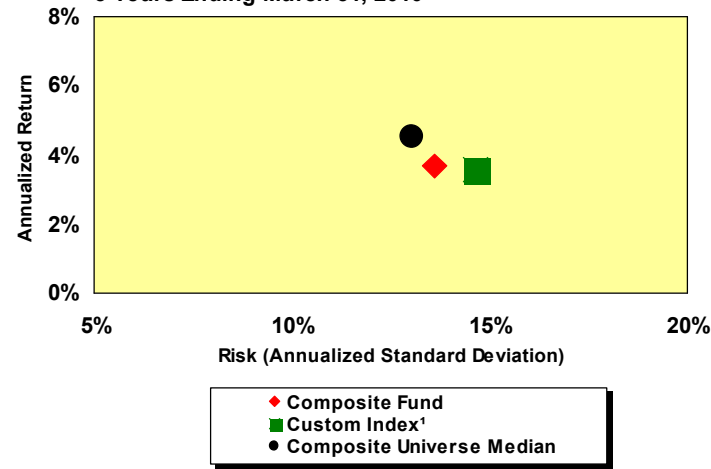 Years Ending March
8%
6%
4%
2%
0%
Annualized Return
5%
10%
15%
20%
Risk (Annualized Standard Deviation)
Composite Fund
Custom Index¹
Composite Universe Median